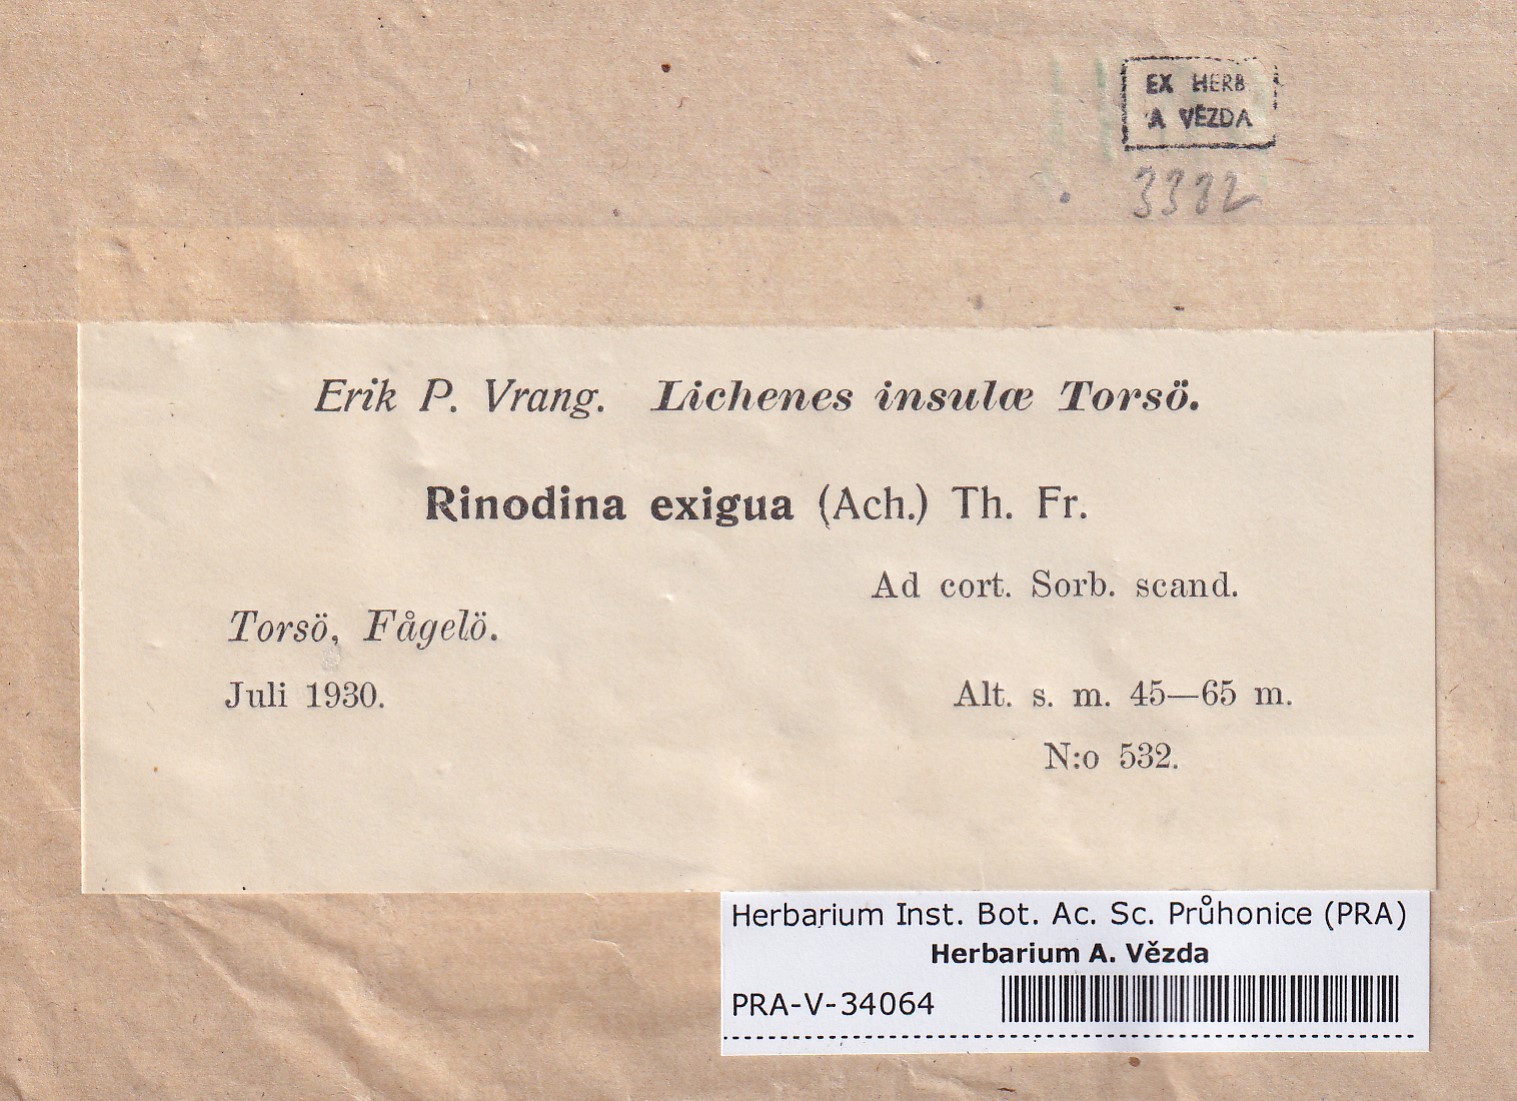 EX HERB
A VĚZDA
3382
Erik P. Vrang. Lichenes insulæ Torsö.
Rinodina exigua (Ach.) Th. Fr.
Ad cort. Sorb. scand.
Torsö, Fågelö.
Juli 1930.
Alt. s. m. 45—65 m.
N:o 532.
Herbarium Inst. Bot. Ac. Sc. Průhonice (PRA)
Herbarium A. Vězda
PRA-V-34064